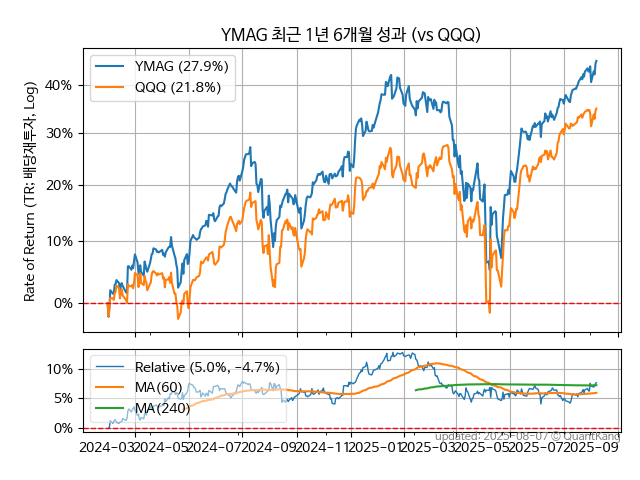 YMAG 최근 1년 6개월 성과 (vs QQQ)
YMAG (27.9%)
QQQ (21.8%)
Rate of Return (TR: 배당재투자, Log)
40%
30%
20%
10%
0%
Relative (5.0%, -4.7%)
MA(60)
MA(240)
10%
5%
0%
2024-03 2024-05 2024-07 2024-09 2024-11 2025-01 2025-03 2025-05 2025-07 2025-09
updated: 2025-08-07 © QuantKang